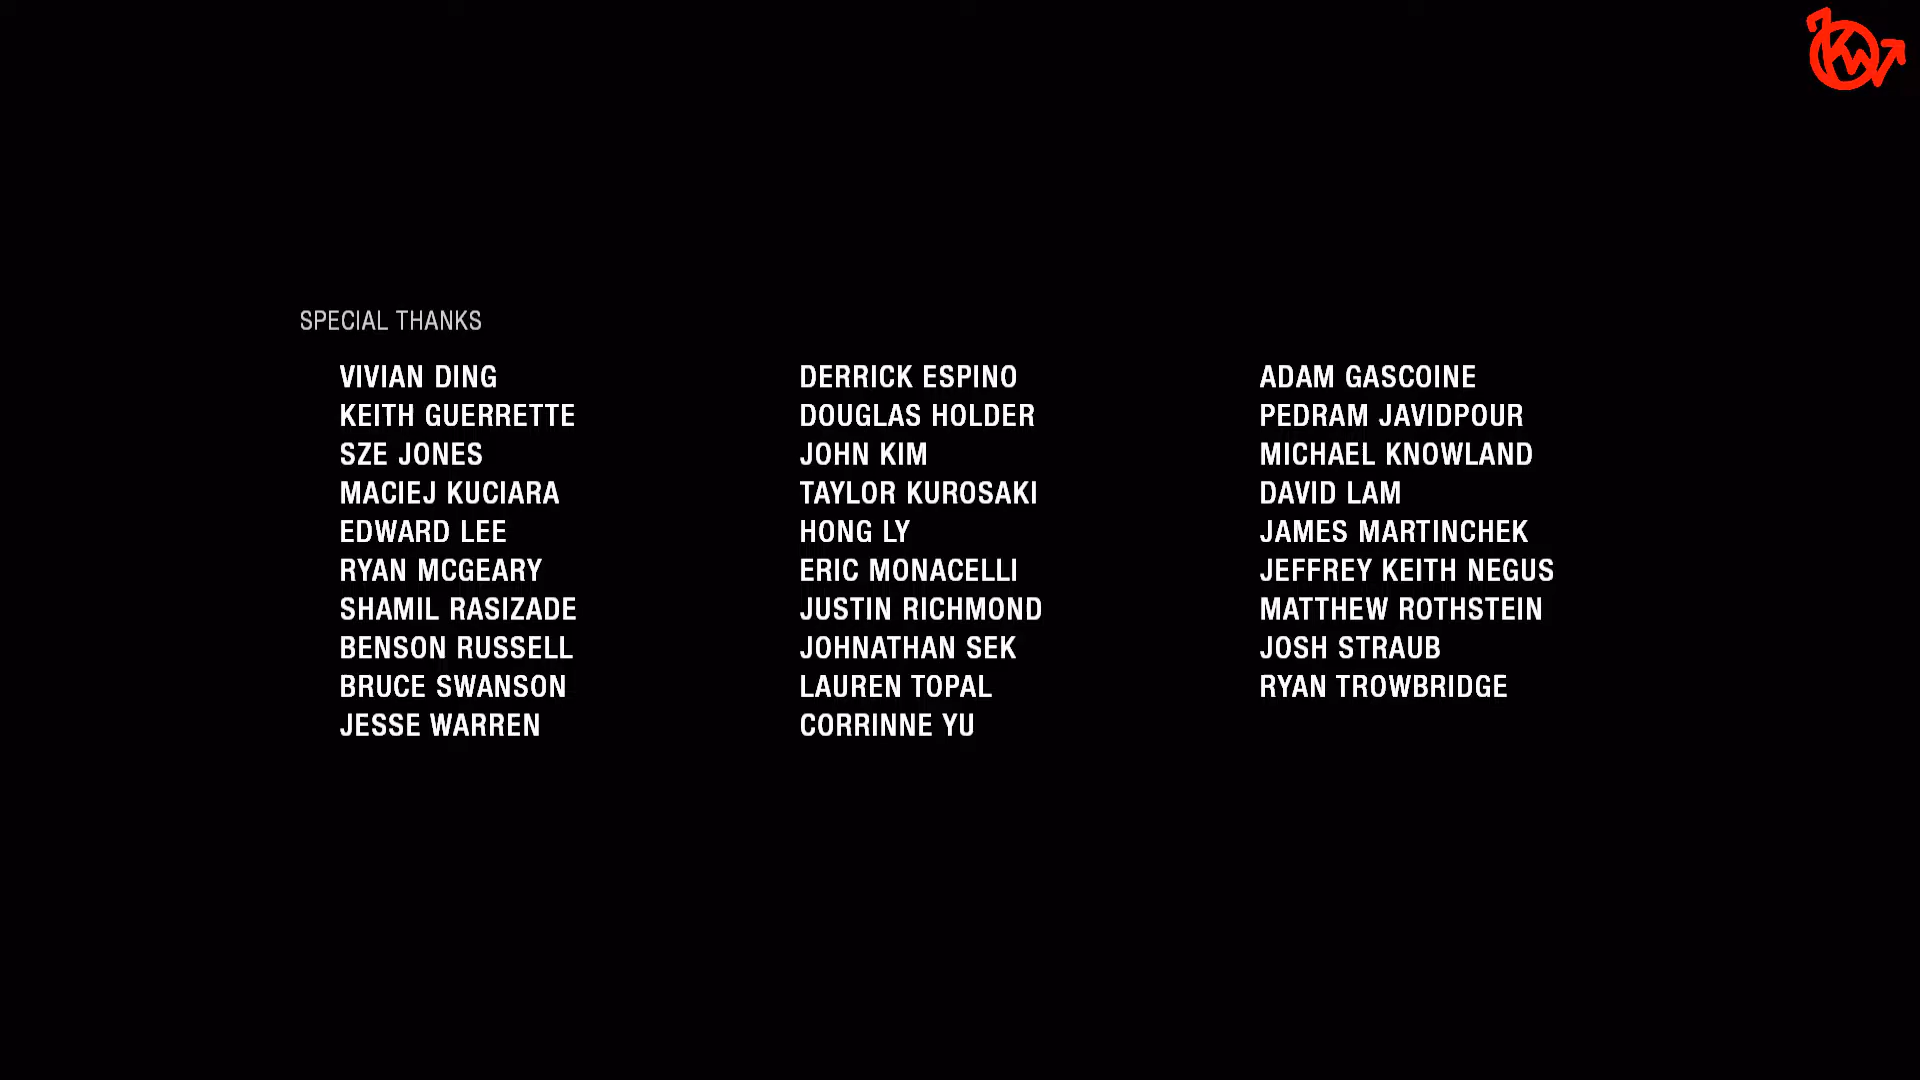 SPECIAL THANKS
VIVIAN DING
KEITH GUERRETTE
SZE JONES
MACIEJ KUCIARA
EDWARD LEE
RYAN MCGEARY
SHAMIL RASIZADE
BENSON RUSSELL
BRUCE SWANSON
JESSE WARREN
DERRICK ESPINO
DOUGLAS HOLDER
JOHN KIM
TAYLOR KUROSAKI
HONG LY
ERIC MONACELLI
JUSTIN RICHMOND
JOHNATHAN SEK
LAUREN TOPAL
CORRINNE YU
ADAM GASCOINE
PEDRAM JAVIDPOUR
MICHAEL KNOWLAND
DAVID LAM
JAMES MARTINCHEK
JEFFREY KEITH NEGUS
MATTHEW ROTHSTEIN
JOSH STRAUB
RYAN TROWBRIDGE